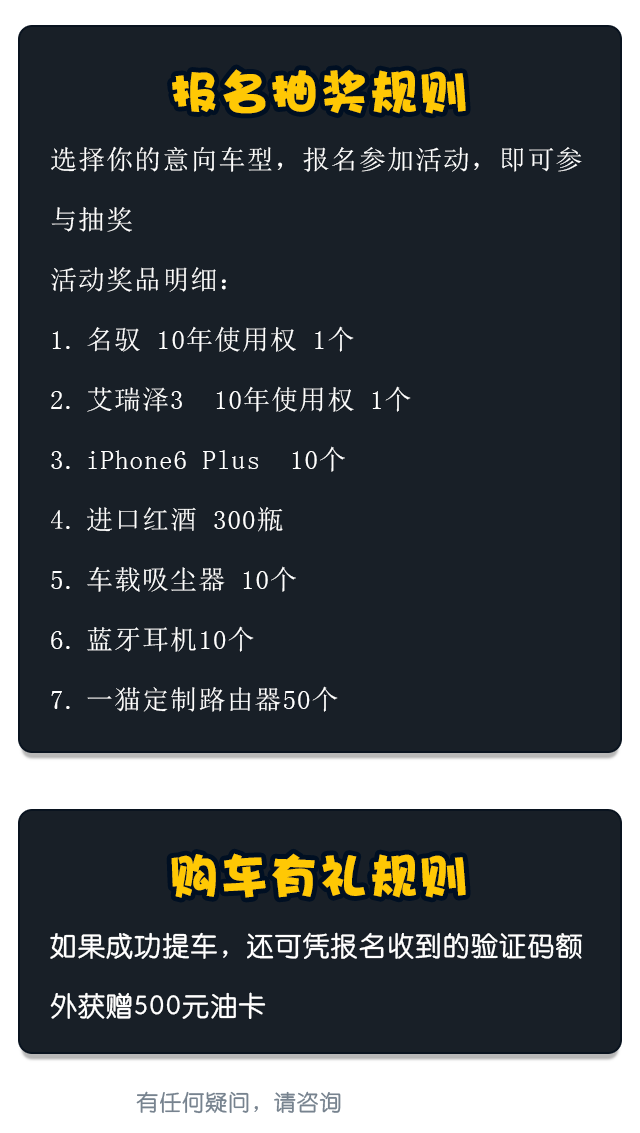 报名抽奖规则
选择你的意向车型，报名参加活动，即可参
与抽奖
活动奖品明细：
1. 名驭 10年使用权 1个
2. 艾瑞泽3  10年使用权 1个
3. iPhone6 Plus  10个
4. 进口红酒 300瓶
5. 车载吸尘器 10个
6. 蓝牙耳机10个
7. 一猫定制路由器50个
购车有礼规则
如果成功提车，还可凭报名收到的验证码额
外获赠500元油卡
有任何疑问，请咨询